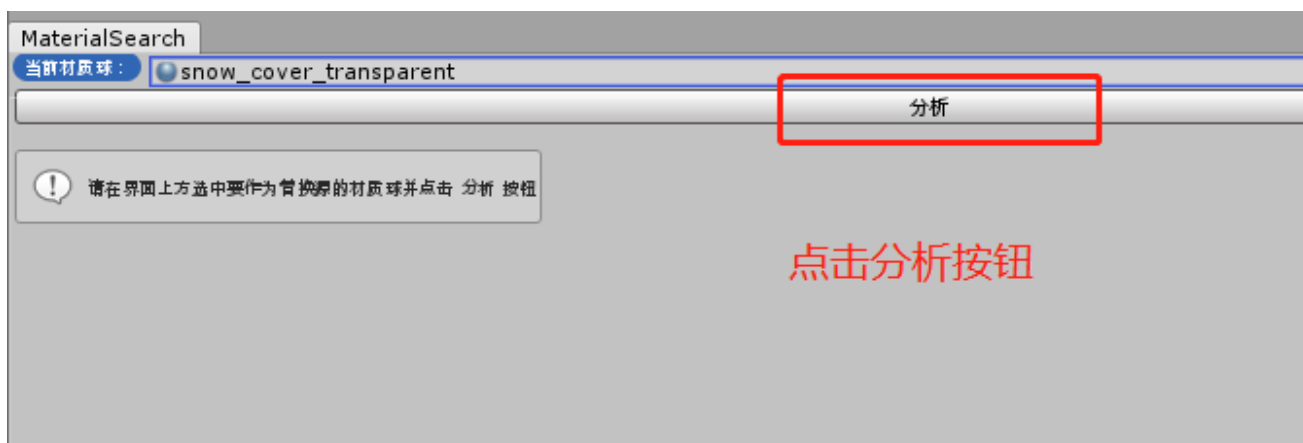 MaterialSearch
当前材质球：
snow_cover_transparent
分析
请在界面上方选中要作为替换源的材质球并点击 分析 按钮
点击分析按钮